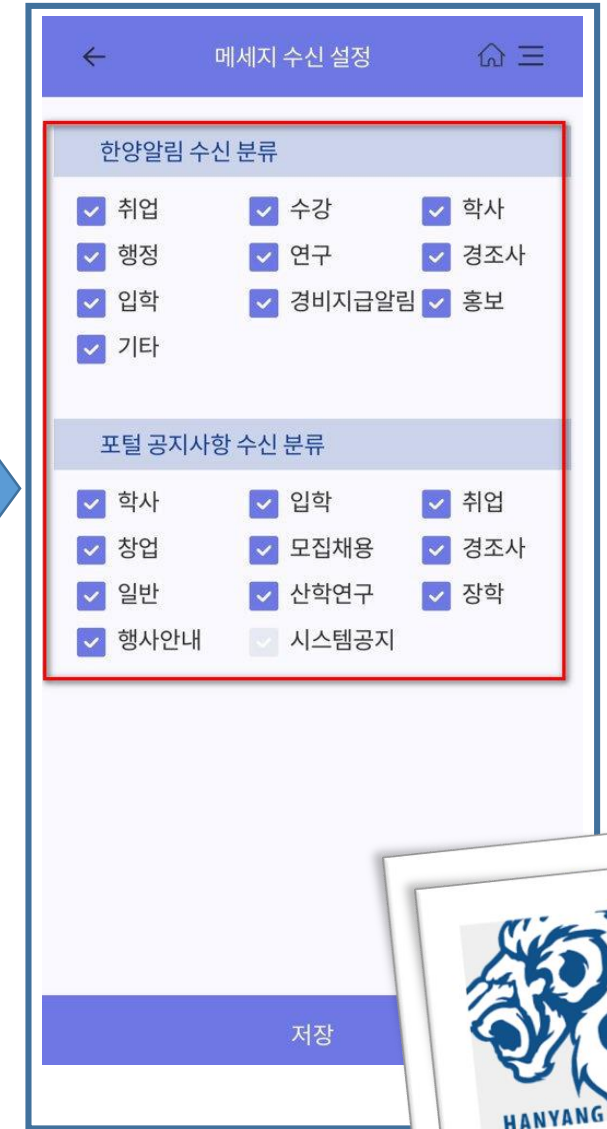 메세지 수신 설정
한양알림 수신 분류
취업 수강 학사
행정 연구 경조사
입학 경비지급알림 홍보
기타
포털 공지사항 수신 분류
학사 입학 취업
창업 모집채용 경조사
일반 산학연구 장학
행사안내 시스템공지
저장
HANYANG